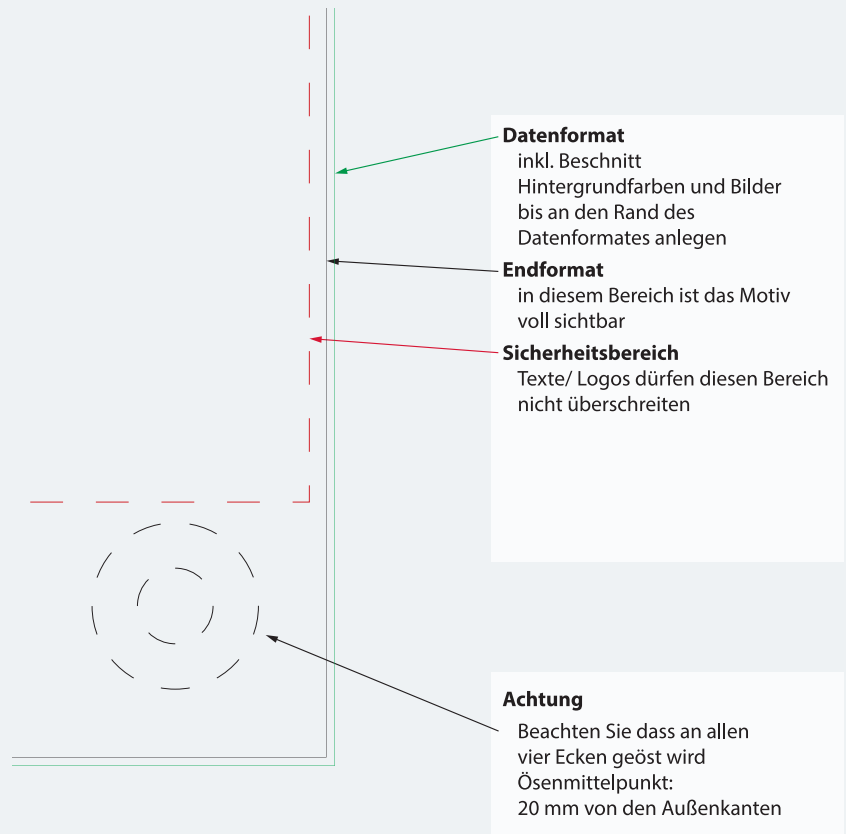 Datenformat
inkl. Beschnitt
Hintergrundfarben und Bilder
bis an den Rand des
Datenformates anlegen
Endformat
in diesem Bereich ist das Motiv
voll sichtbar
Sicherheitsbereich
Texte/ Logos dürfen diesen Bereich
nicht überschreiten
Achtung
Beachten Sie dass an allen
vier Ecken geöst wird
Ösenmittelpunkt:
20 mm von den Außenkanten